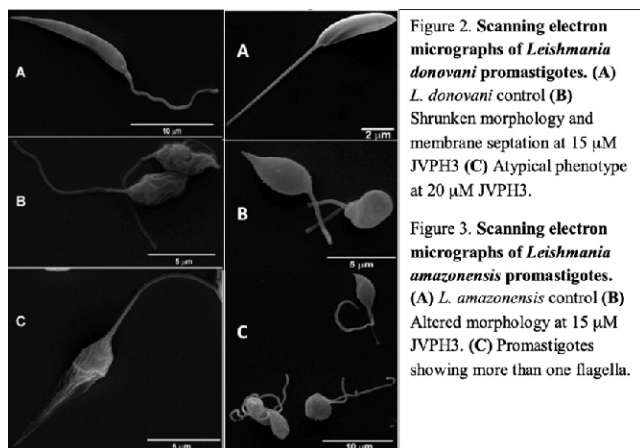 A
10 μm
B
5 μm
C
5 μm
A
2 μm
B
5 μm
C
10 μm
Figure 2. Scanning electron
micrographs of Leishmania
donovani promastigotes. (A)
L. donovani control (B)
Shrunken morphology and
membrane septation at 15 μM
JVPH3 (C) Atypical phenotype
at 20 μM JVPH3.
Figure 3. Scanning electron
micrographs of Leishmania
amazonensis promastigotes.
(A) L. amazonensis control (B)
Altered morphology at 15 μM
JVPH3. (C) Promastigotes
showing more than one flagella.